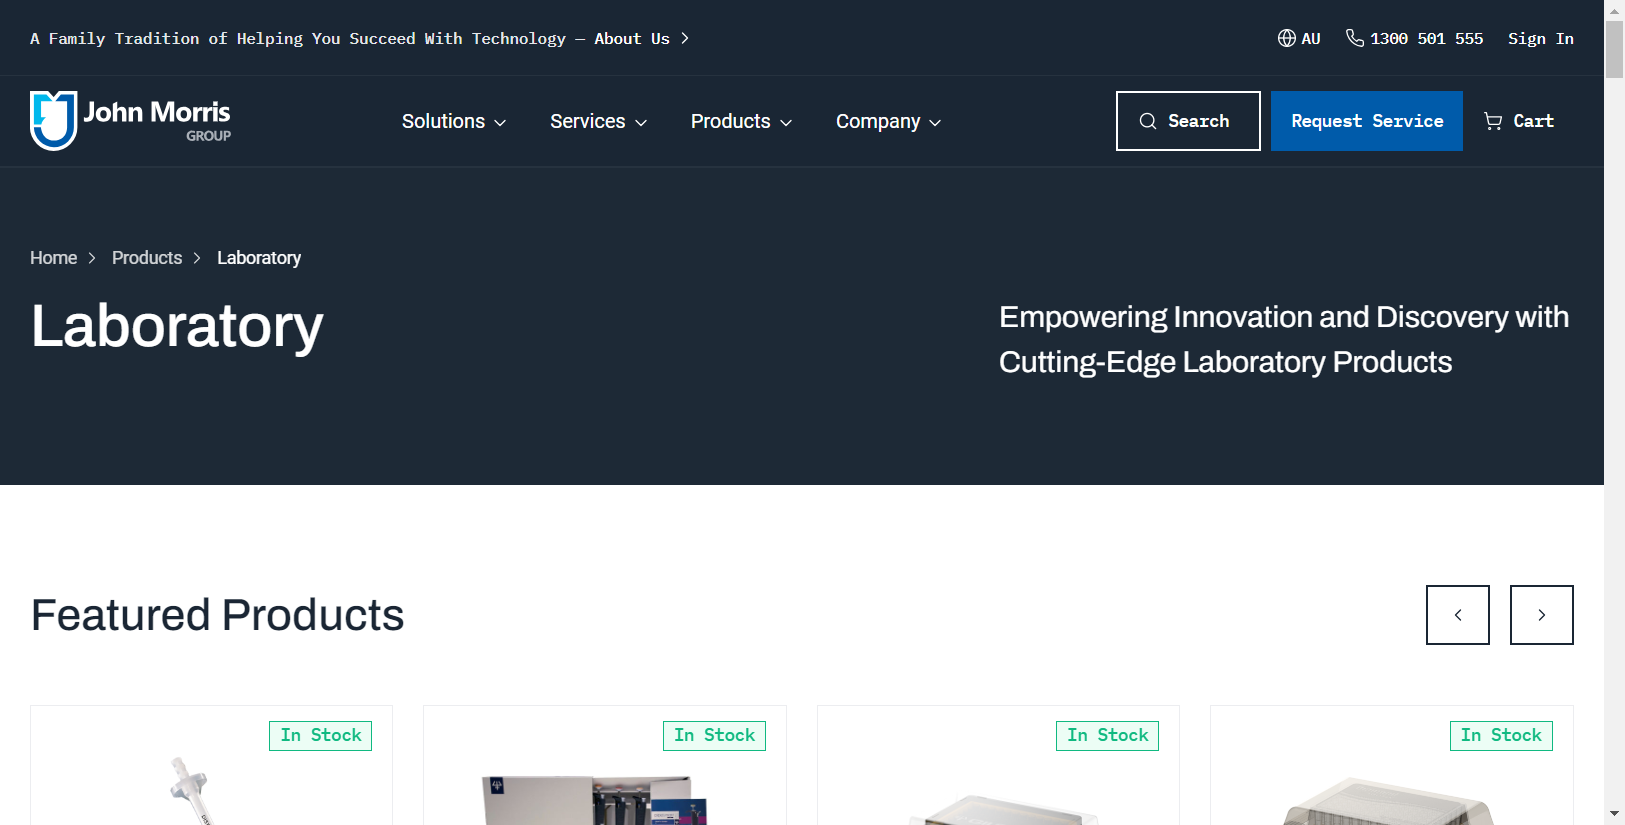 A Family Tradition of Helping You Succeed With Technology — About Us
AU
1300 501 555
Sign In
John Morris
GROUP
Solutions
Services
Products
Company
Search
Request Service
Cart
Home
Products
Laboratory
Laboratory
Empowering Innovation and Discovery with
Cutting-Edge Laboratory Products
Featured Products
In Stock
In Stock
In Stock
In Stock